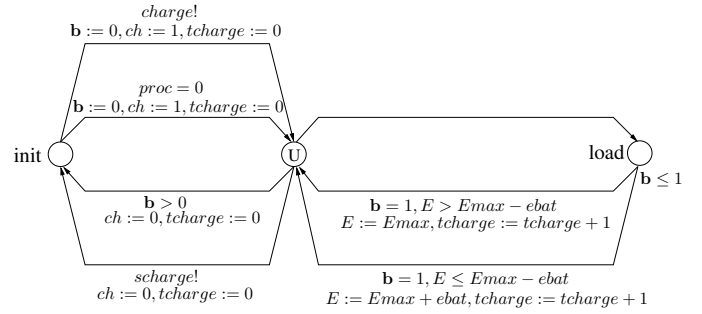 charge!
b := 0, ch := 1, tcharge := 0
proc = 0
b := 0, ch := 1, tcharge := 0
init
U
load
b ≤ 1
b > 0
ch := 0, tcharge := 0
b = 1, E > Emax − ebat
E := Emax, tcharge := tcharge + 1
scharge!
ch := 0, tcharge := 0
b = 1, E ≤ Emax − ebat
E := Emax + ebat, tcharge := tcharge + 1